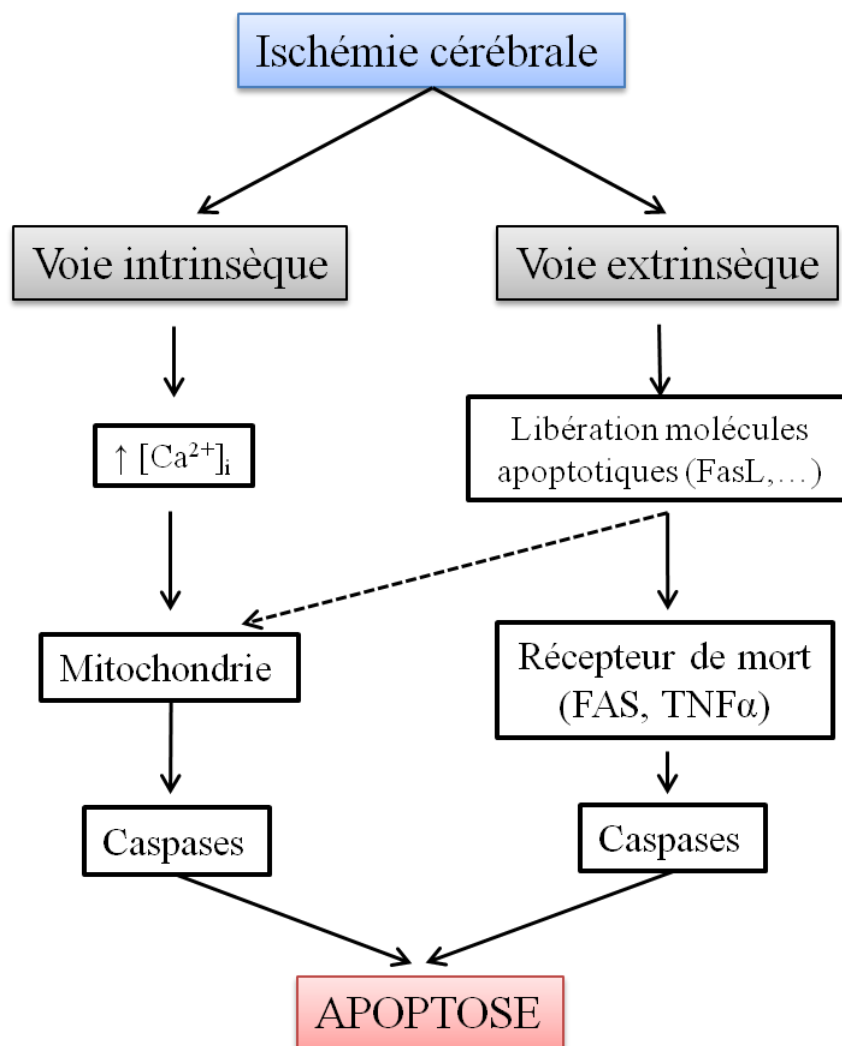 Ischémie cérébrale
Voie intrinsèque
Voie extrinsèque
↑ [Ca²⁺]ᵢ
Libération molécules
apoptotiques (FasL,…)
Mitochondrie
Récepteur de mort
(FAS, TNFα)
Caspases
Caspases
APOPTOSE